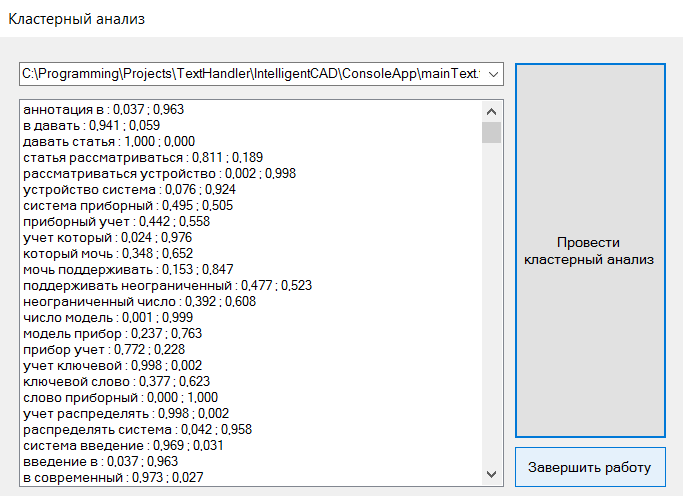 Кластерный анализ
C:\Programming\Projects\TextHandler\IntelligentCAD\ConsoleApp\mainText.
аннотация в : 0,037 ; 0,963
в давать : 0,941 ; 0,059
давать статья : 1,000 ; 0,000
статья рассматриваться : 0,811 ; 0,189
рассматриваться устройство : 0,002 ; 0,998
устройство система : 0,076 ; 0,924
система приборный : 0,495 ; 0,505
приборный учет : 0,442 ; 0,558
учет который : 0,024 ; 0,976
который мочь : 0,348 ; 0,652
мочь поддерживать : 0,153 ; 0,847
поддерживать неограниченный : 0,477 ; 0,523
неограниченный число : 0,392 ; 0,608
число модель : 0,001 ; 0,999
модель прибор : 0,237 ; 0,763
прибор учет : 0,772 ; 0,228
учет ключевой : 0,998 ; 0,002
ключевой слово : 0,377 ; 0,623
слово приборный : 0,000 ; 1,000
учет распределять : 0,998 ; 0,002
распределять система : 0,042 ; 0,958
система введение : 0,969 ; 0,031
введение в : 0,037 ; 0,963
в современный : 0,973 ; 0,027
Провести
кластерный анализ
Завершить работу